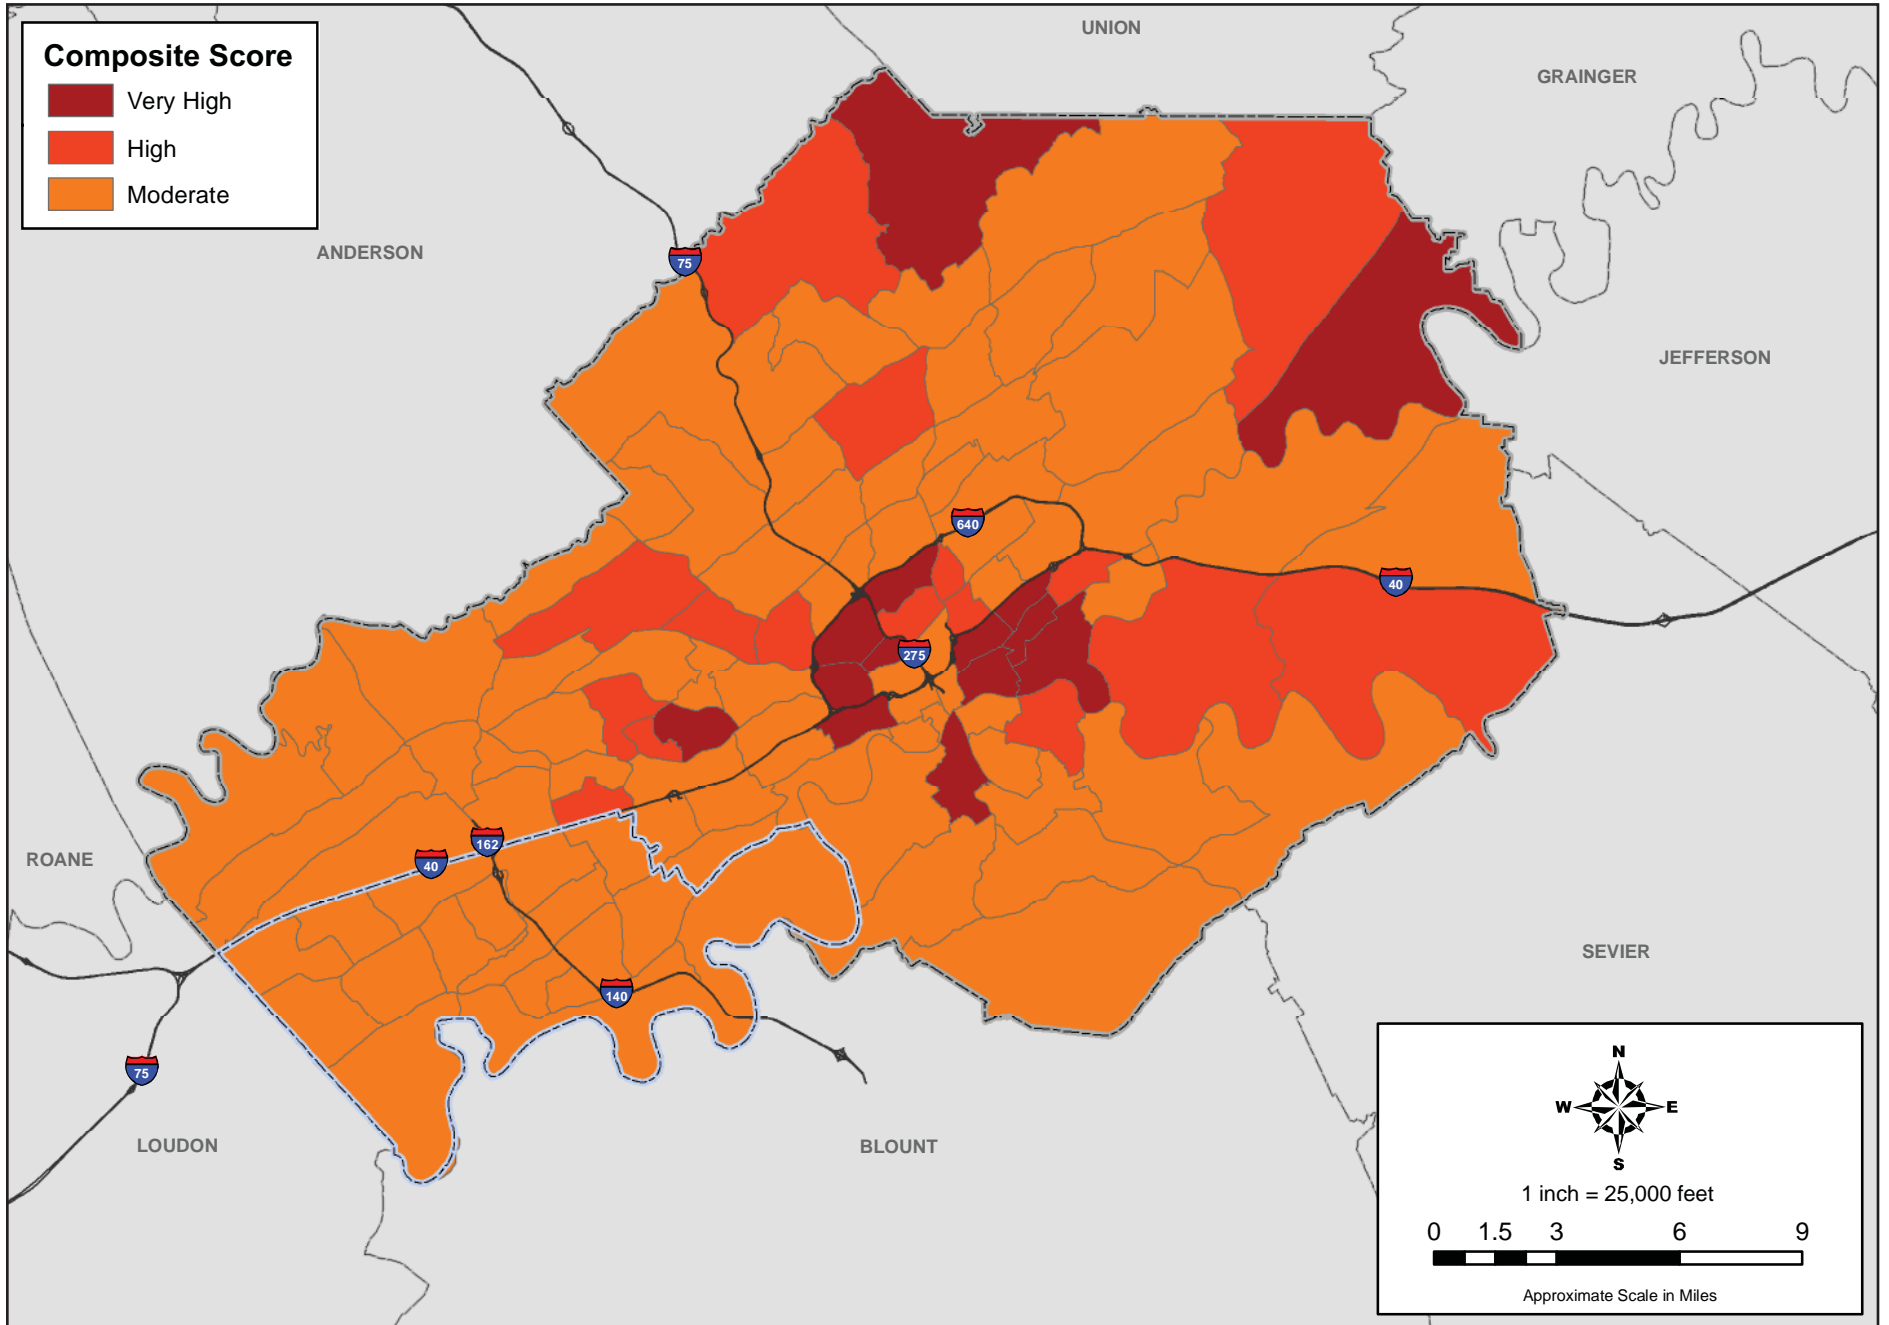 Composite Score
Very High
High
Moderate
UNION
GRAINGER
ANDERSON
75
JEFFERSON
640
40
275
162
40
ROANE
SEVIER
140
75
LOUDON
BLOUNT
N
W E
S
1 inch = 25,000 feet
0 1.5 3 6 9
Approximate Scale in Miles